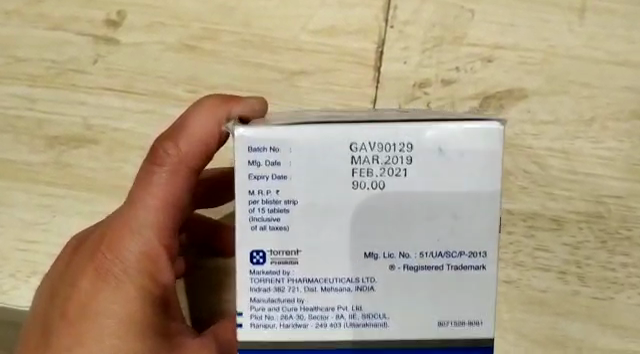 Batch No. : GAV90129
Mfg. Date : MAR.2019
Expiry Date : FEB.2021
M.R.P. ₹ 90.00
per blister strip
of 15 tablets
(Inclusive
of all taxes)
torrent
PHARMA
Mfg. Lic. No. : 51/UA/SC/P-2013
® - Registered Trademark
Marketed by :
TORRENT PHARMACEUTICALS LTD.
Indrad-382 721, Dist. Mehsana, INDIA.
Manufactured by :
Pure and Cure Healthcare Pvt. Ltd.
Plot No.: 26A-30, Sector - 8A, IIE, SIDCUL,
Ranipur, Haridwar - 249 403 (Uttarakhand).